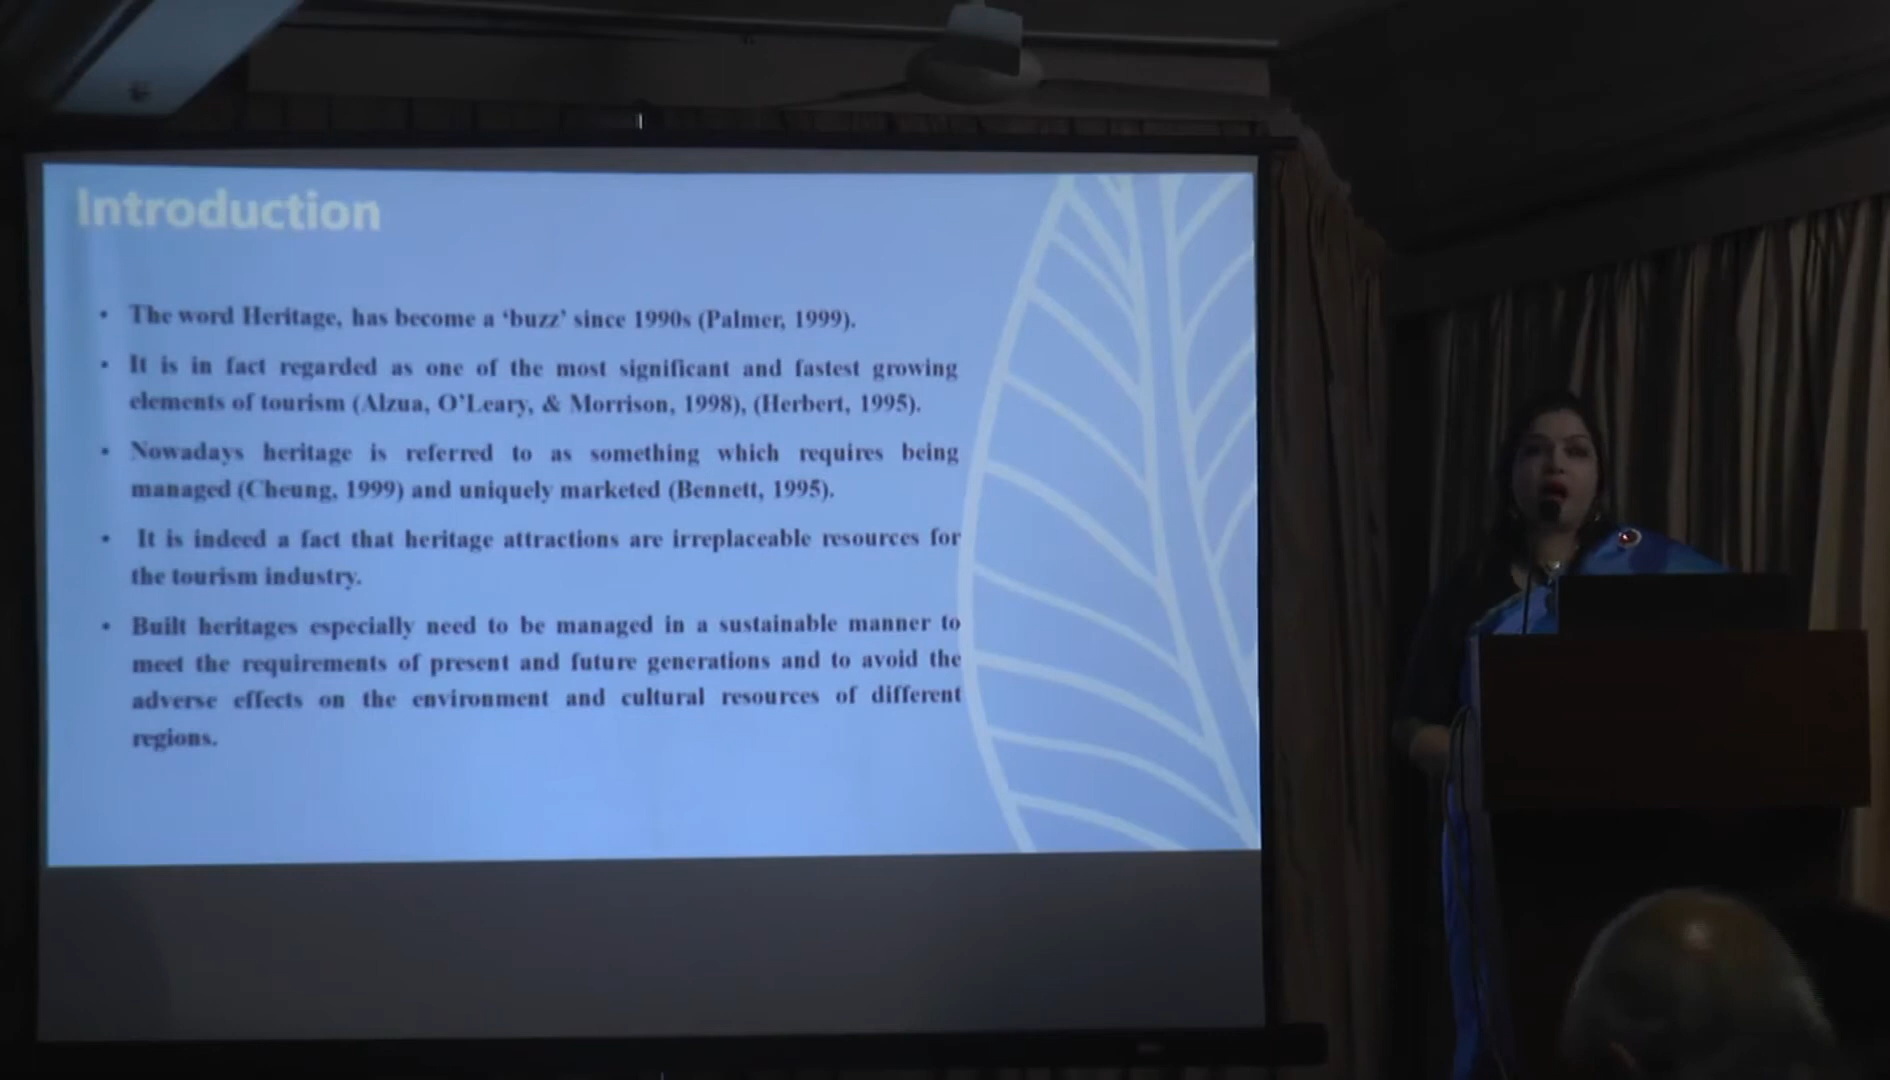 Introduction
• The word Heritage, has become a ‘buzz’ since 1990s (Palmer, 1999).
• It is in fact regarded as one of the most significant and fastest growing
elements of tourism (Alzua, O’Leary, & Morrison, 1998), (Herbert, 1995).
• Nowadays heritage is referred to as something which requires being
managed (Cheung, 1999) and uniquely marketed (Bennett, 1995).
• It is indeed a fact that heritage attractions are irreplaceable resources for
the tourism industry.
• Built heritages especially need to be managed in a sustainable manner to
meet the requirements of present and future generations and to avoid the
adverse effects on the environment and cultural resources of different
regions.